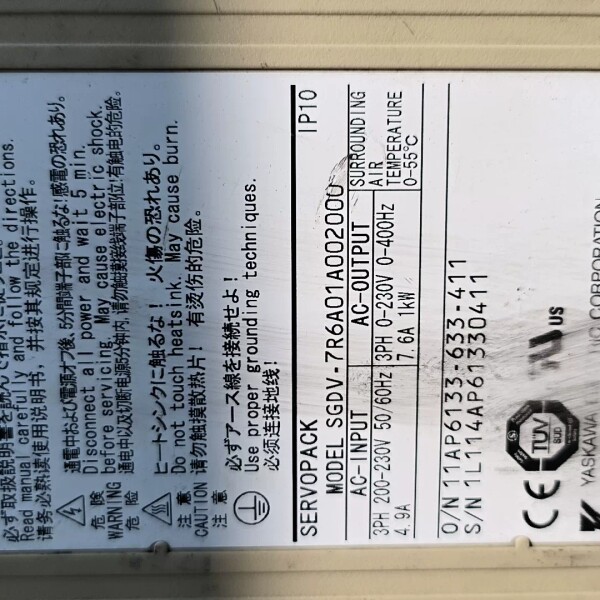 必ず取扱説明書を読んで指示に従うこと。
Read manual carefully and follow the directions.
请务必熟读使用说明书，并按其规定进行操作。
危険
WARNING
危险
通電中および電源オフ後，5分間端子部に触るな！感電の恐れあり。
Disconnect all power and wait 5 min.
before servicing. May cause electric shock.
通电中以及切断电源5分钟内，请勿触摸接线端子部位！有触电的危险。
注意
CAUTION
注意
ヒートシンクに触るな！ 火傷の恐れあり。
Do not touch heatsink. May cause burn.
请勿触摸散热片！ 有烫伤的危险。
必ずアース線を接続せよ！
Use proper grounding techniques.
必须连接地线！
SERVOPACK IP10
MODEL SGDV-7R6A01A002000
AC-INPUT AC-OUTPUT SURROUNDING
AIR
TEMPERATURE
0-55℃
3PH 200-230V 50/60Hz 3PH 0-230V 0-400Hz
4.9A 7.6A 1kW
O/N 11AP6133-633-411
S/N 1L114AP61330411
CE TÜV US
YASKAWA
IC CORPORATION